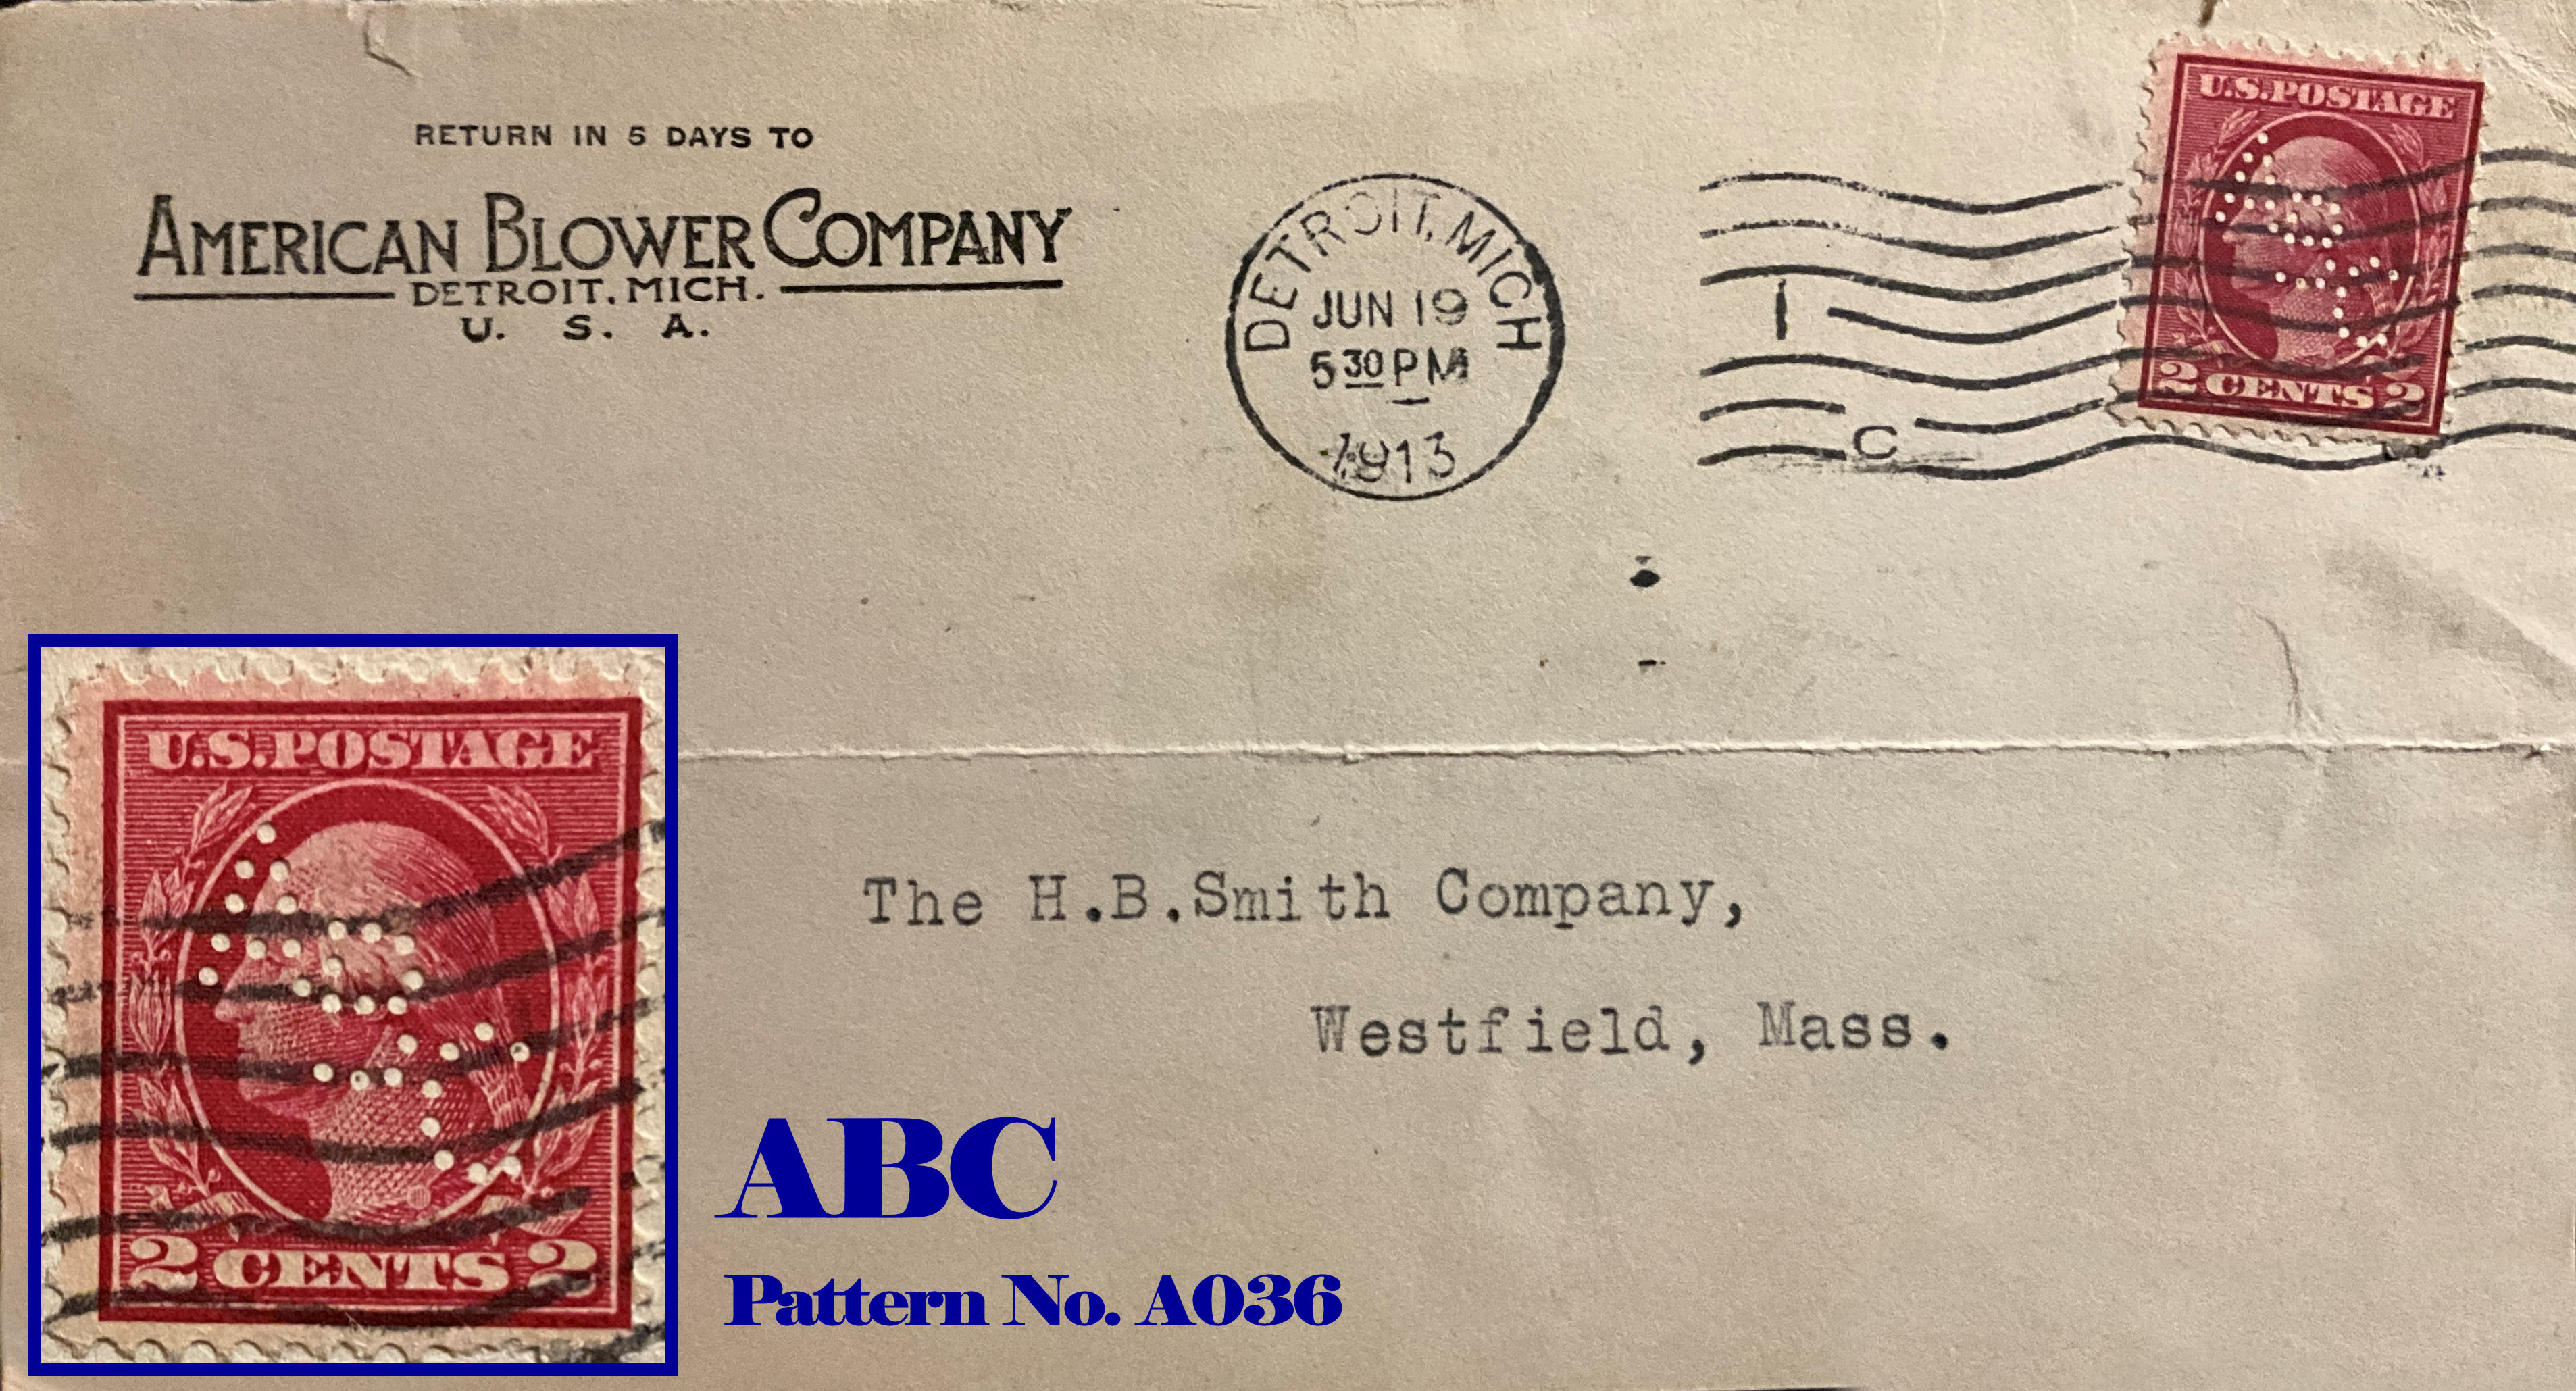 RETURN IN 5 DAYS TO
AMERICAN BLOWER COMPANY
DETROIT, MICH.
U. S. A.
DETROIT, MICH
JUN 19
5 30 PM
1913
1
C
U.S.POSTAGE
2 CENTS 2
The H.B.Smith Company,
Westfield, Mass.
U.S.POSTAGE
2 CENTS 2
ABC
Pattern No. A036